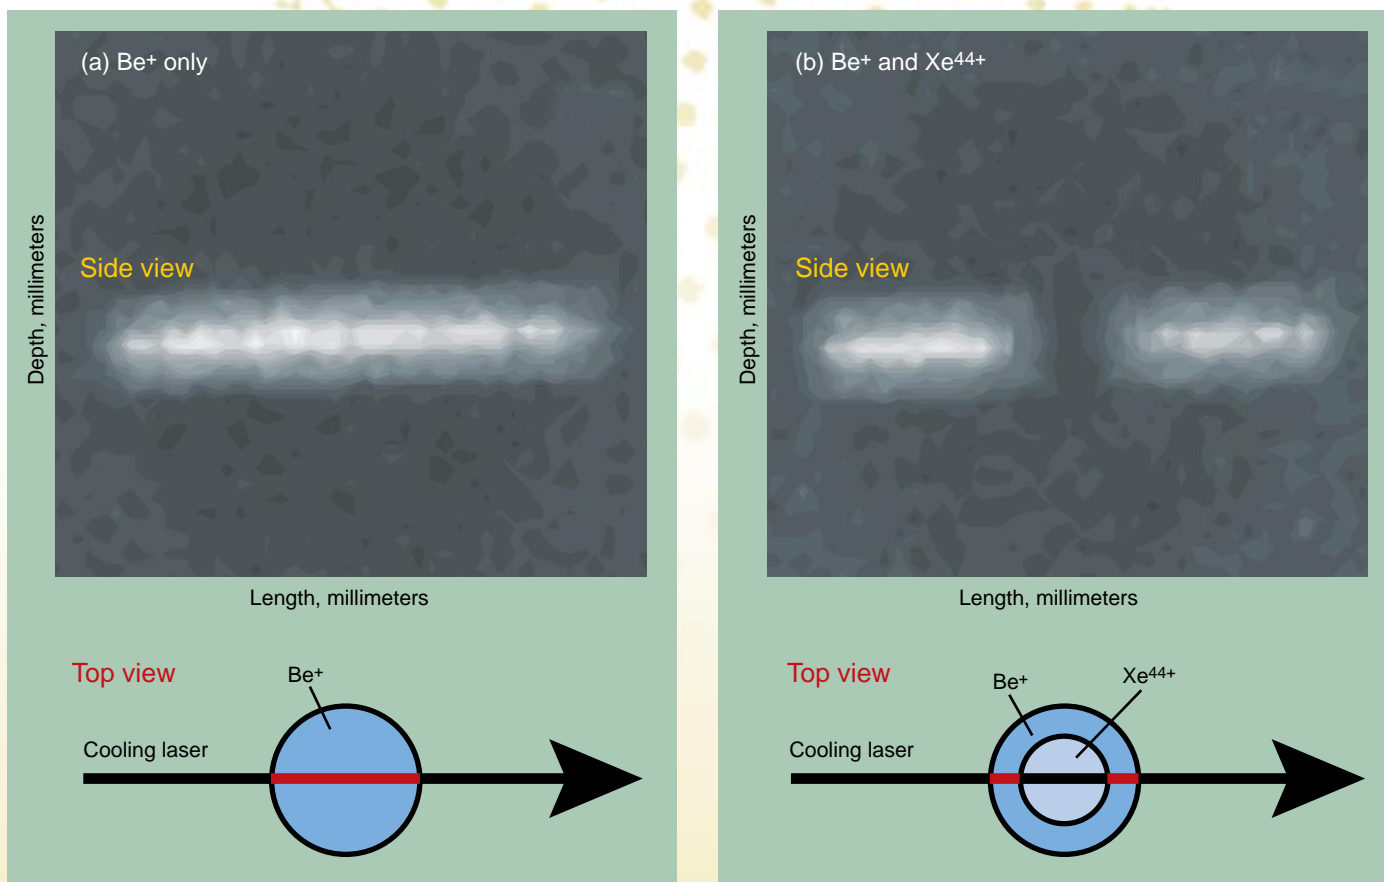 (a) Be⁺ only
Side view
Depth, millimeters
Length, millimeters
Top view
Be⁺
Cooling laser
(b) Be⁺ and Xe⁴⁴⁺
Side view
Depth, millimeters
Length, millimeters
Top view
Be⁺
Xe⁴⁴⁺
Cooling laser